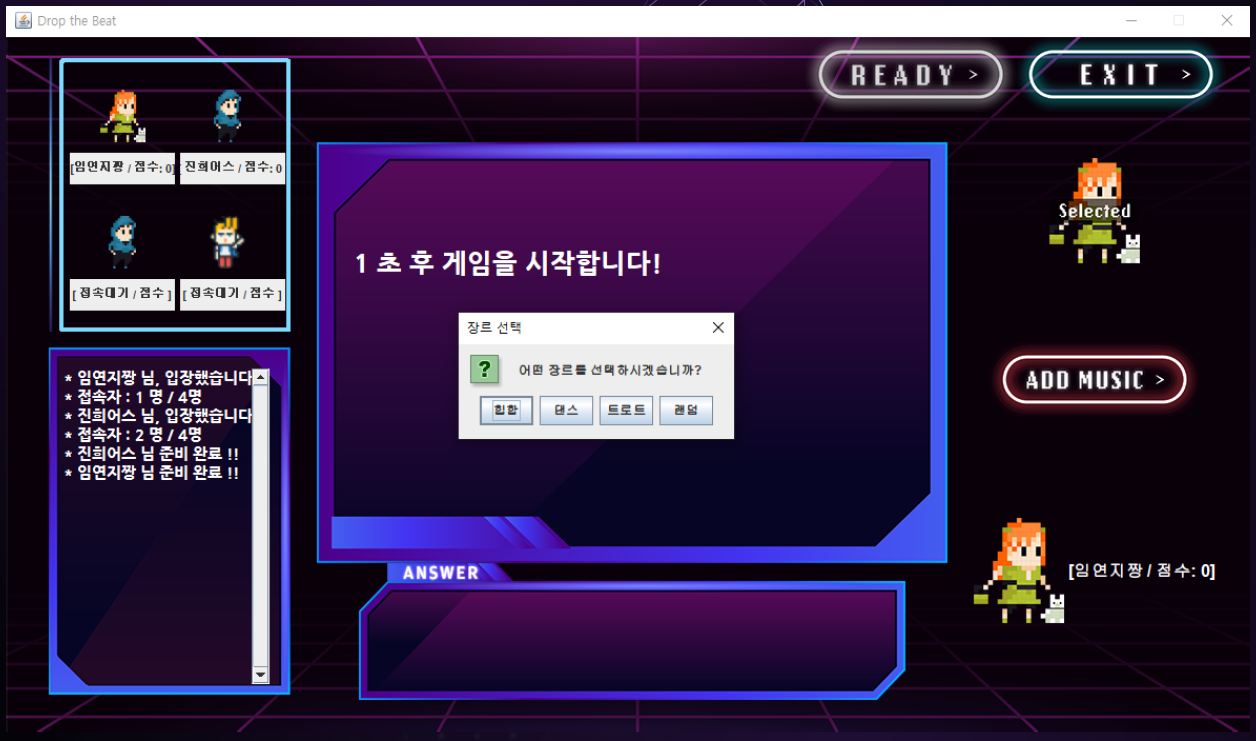 Drop the Beat
READY >
EXIT >
[임연지짱 / 점수: 0]
진희머스 / 점수: 0
[ 접속대기 / 점수 ]
[ 접속대기 / 점수 ]
Selected
1 초 후 게임을 시작합니다!
장르 선택
?
어떤 장르를 선택하시겠습니까?
힙합
댄스
트로트
랜덤
ADD MUSIC >
* 임연지짱 님, 입장했습니다
* 접속자 : 1 명 / 4명
* 진희어스 님, 입장했습니다
* 접속자 : 2 명 / 4명
* 진희어스 님 준비 완료 !!
* 임연지짱 님 준비 완료 !!
ANSWER
[임연지짱 / 점수: 0]